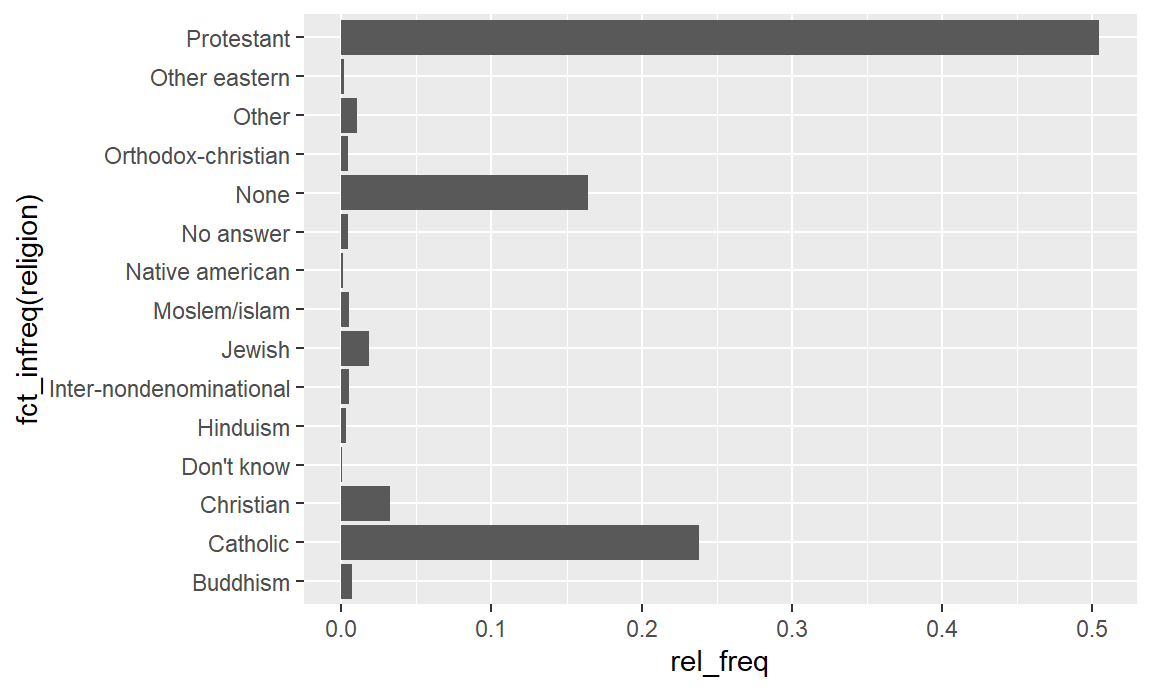 Protestant
Other eastern
Other
Orthodox-christian
None
No answer
Native american
Moslem/islam
Jewish
Inter-nondenominational
Hinduism
Don't know
Christian
Catholic
Buddhism
fct_infreq(religion)
0.0 0.1 0.2 0.3 0.4 0.5
rel_freq